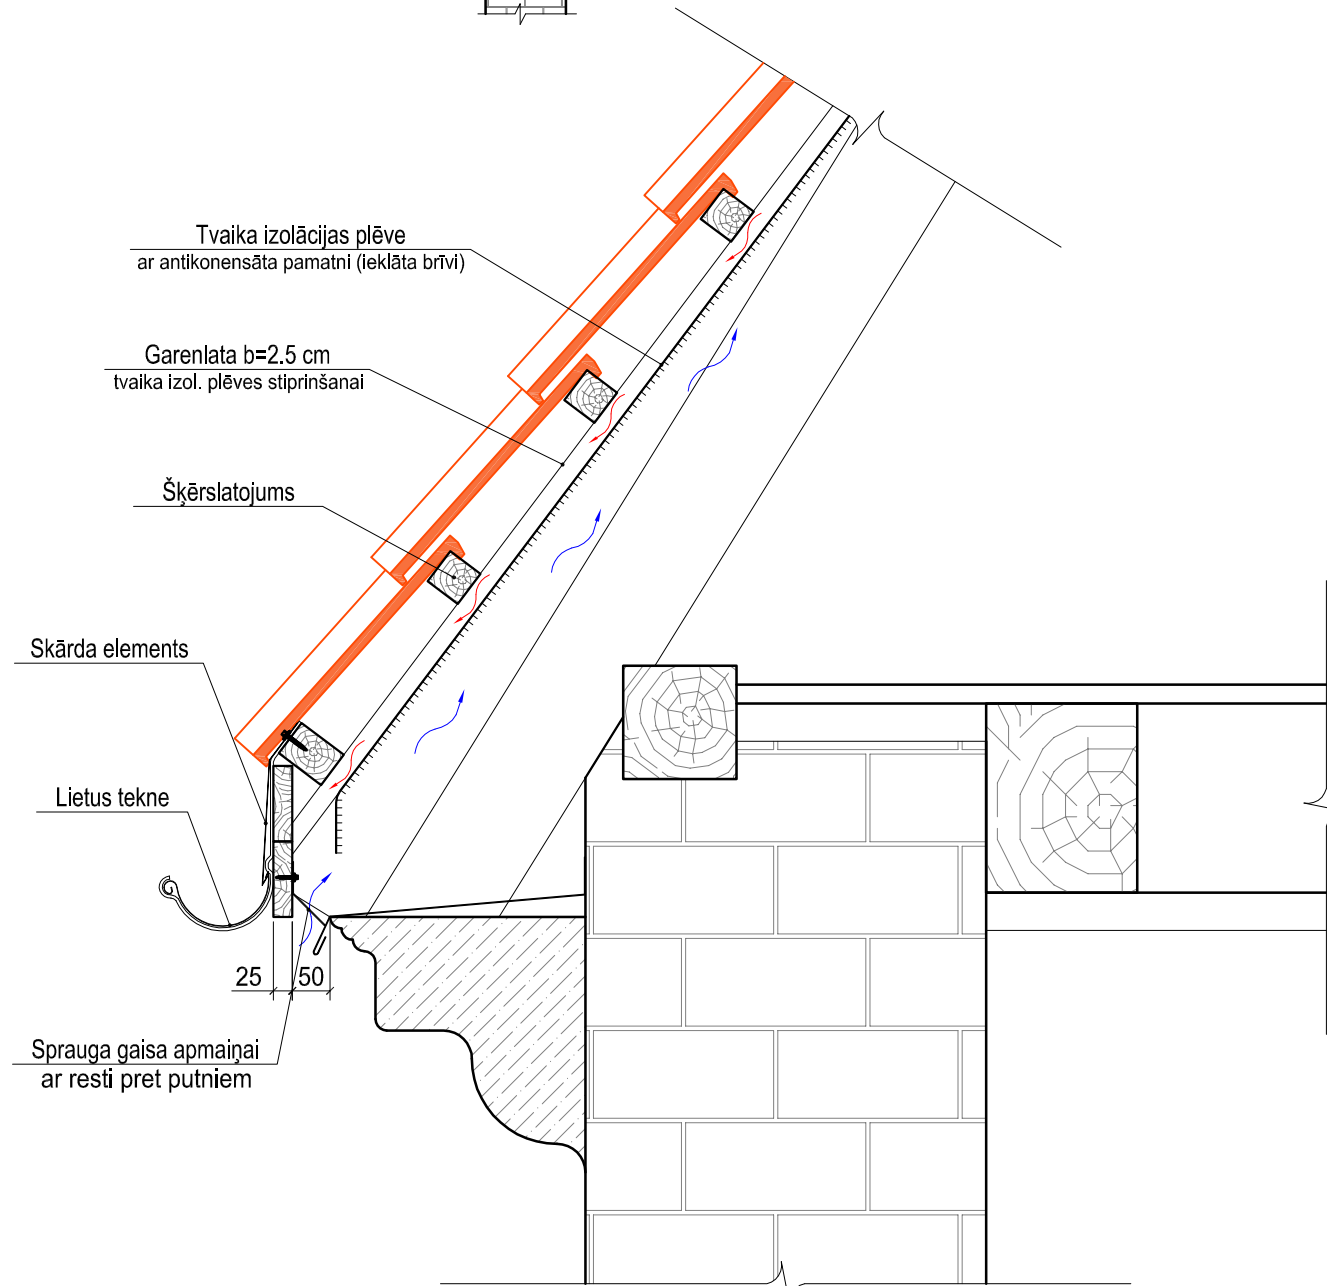 Tvaika izolācijas plēve
ar antikonensāta pamatni (ieklāta brīvi)
Garenlata b=2.5 cm
tvaika izol. plēves stiprinšanai
Šķērslatojums
Skārda elements
Lietus tekne
25 50
Sprauga gaisa apmaiņai
ar resti pret putniem